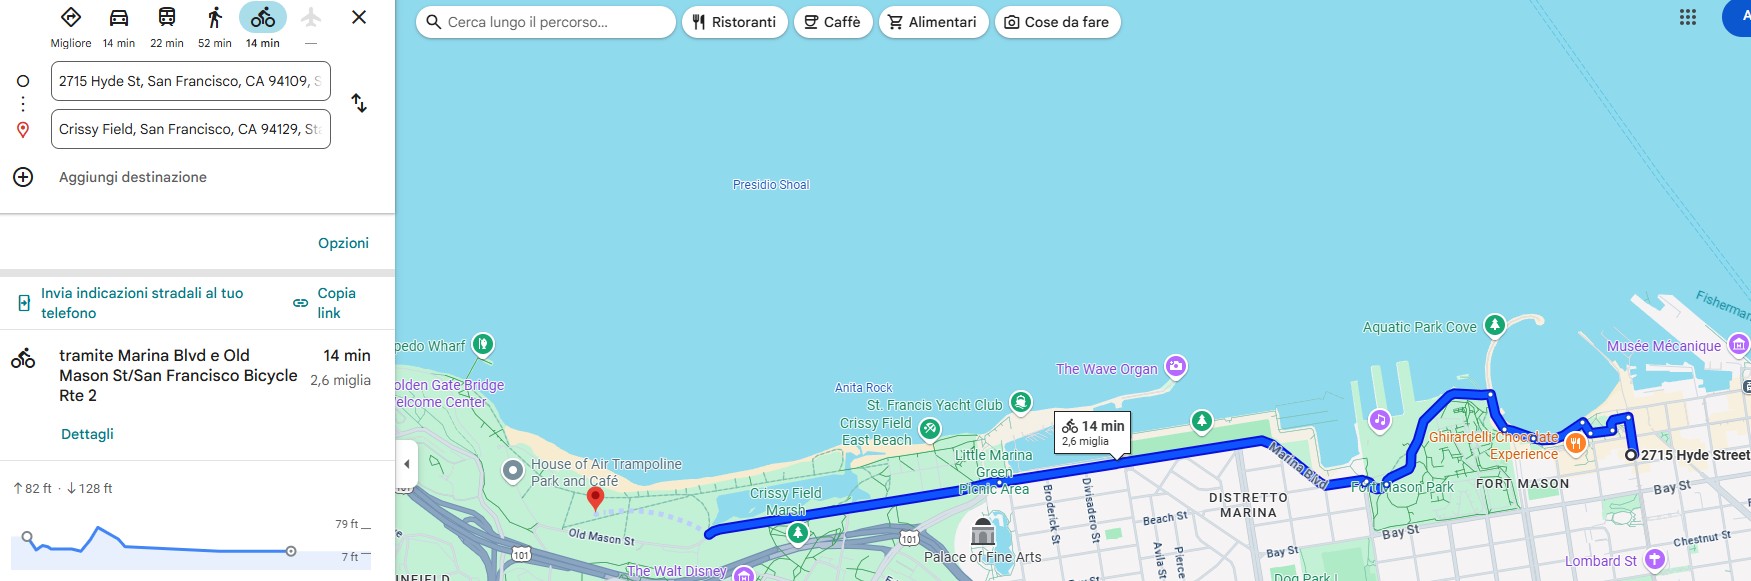 Cerca lungo il percorso...
Ristoranti
Caffè
Alimentari
Cose da fare
A
Migliore
14 min
22 min
52 min
14 min
—
2715 Hyde St, San Francisco, CA 94109, S
Crissy Field, San Francisco, CA 94129, Sta
Aggiungi destinazione
Opzioni
Invia indicazioni stradali al tuo
telefono
Copia
link
tramite Marina Blvd e Old
Mason St/San Francisco Bicycle
Rte 2
14 min
2,6 miglia
Dettagli
82 ft · 128 ft
79 ft
7 ft
Presidio Shoal
Fisherman
Aquatic Park Cove
Musée Mécanique
pedo Wharf
The Wave Organ
olden Gate Bridge
elcome Center
Anita Rock
St. Francis Yacht Club
Crissy Field
East Beach
14 min
2,6 miglia
Ghirardelli Chocolate
Experience
2715 Hyde Street
Little Marina
Green
Picnic Area
Marina Blvd
House of Air Trampoline
Park and Café
Fort Mason Park
FORT MASON
Bay St
Crissy Field
Marsh
DISTRETTO
MARINA
Broderick St
Divisadero St
Beach St
Old Mason St
101
101
101
Palace of Fine Arts
Avila St
Pierce
Bay St
Bay St
Chestnut St
Lombard St
The Walt Disney
Dog Park |
INFIELD